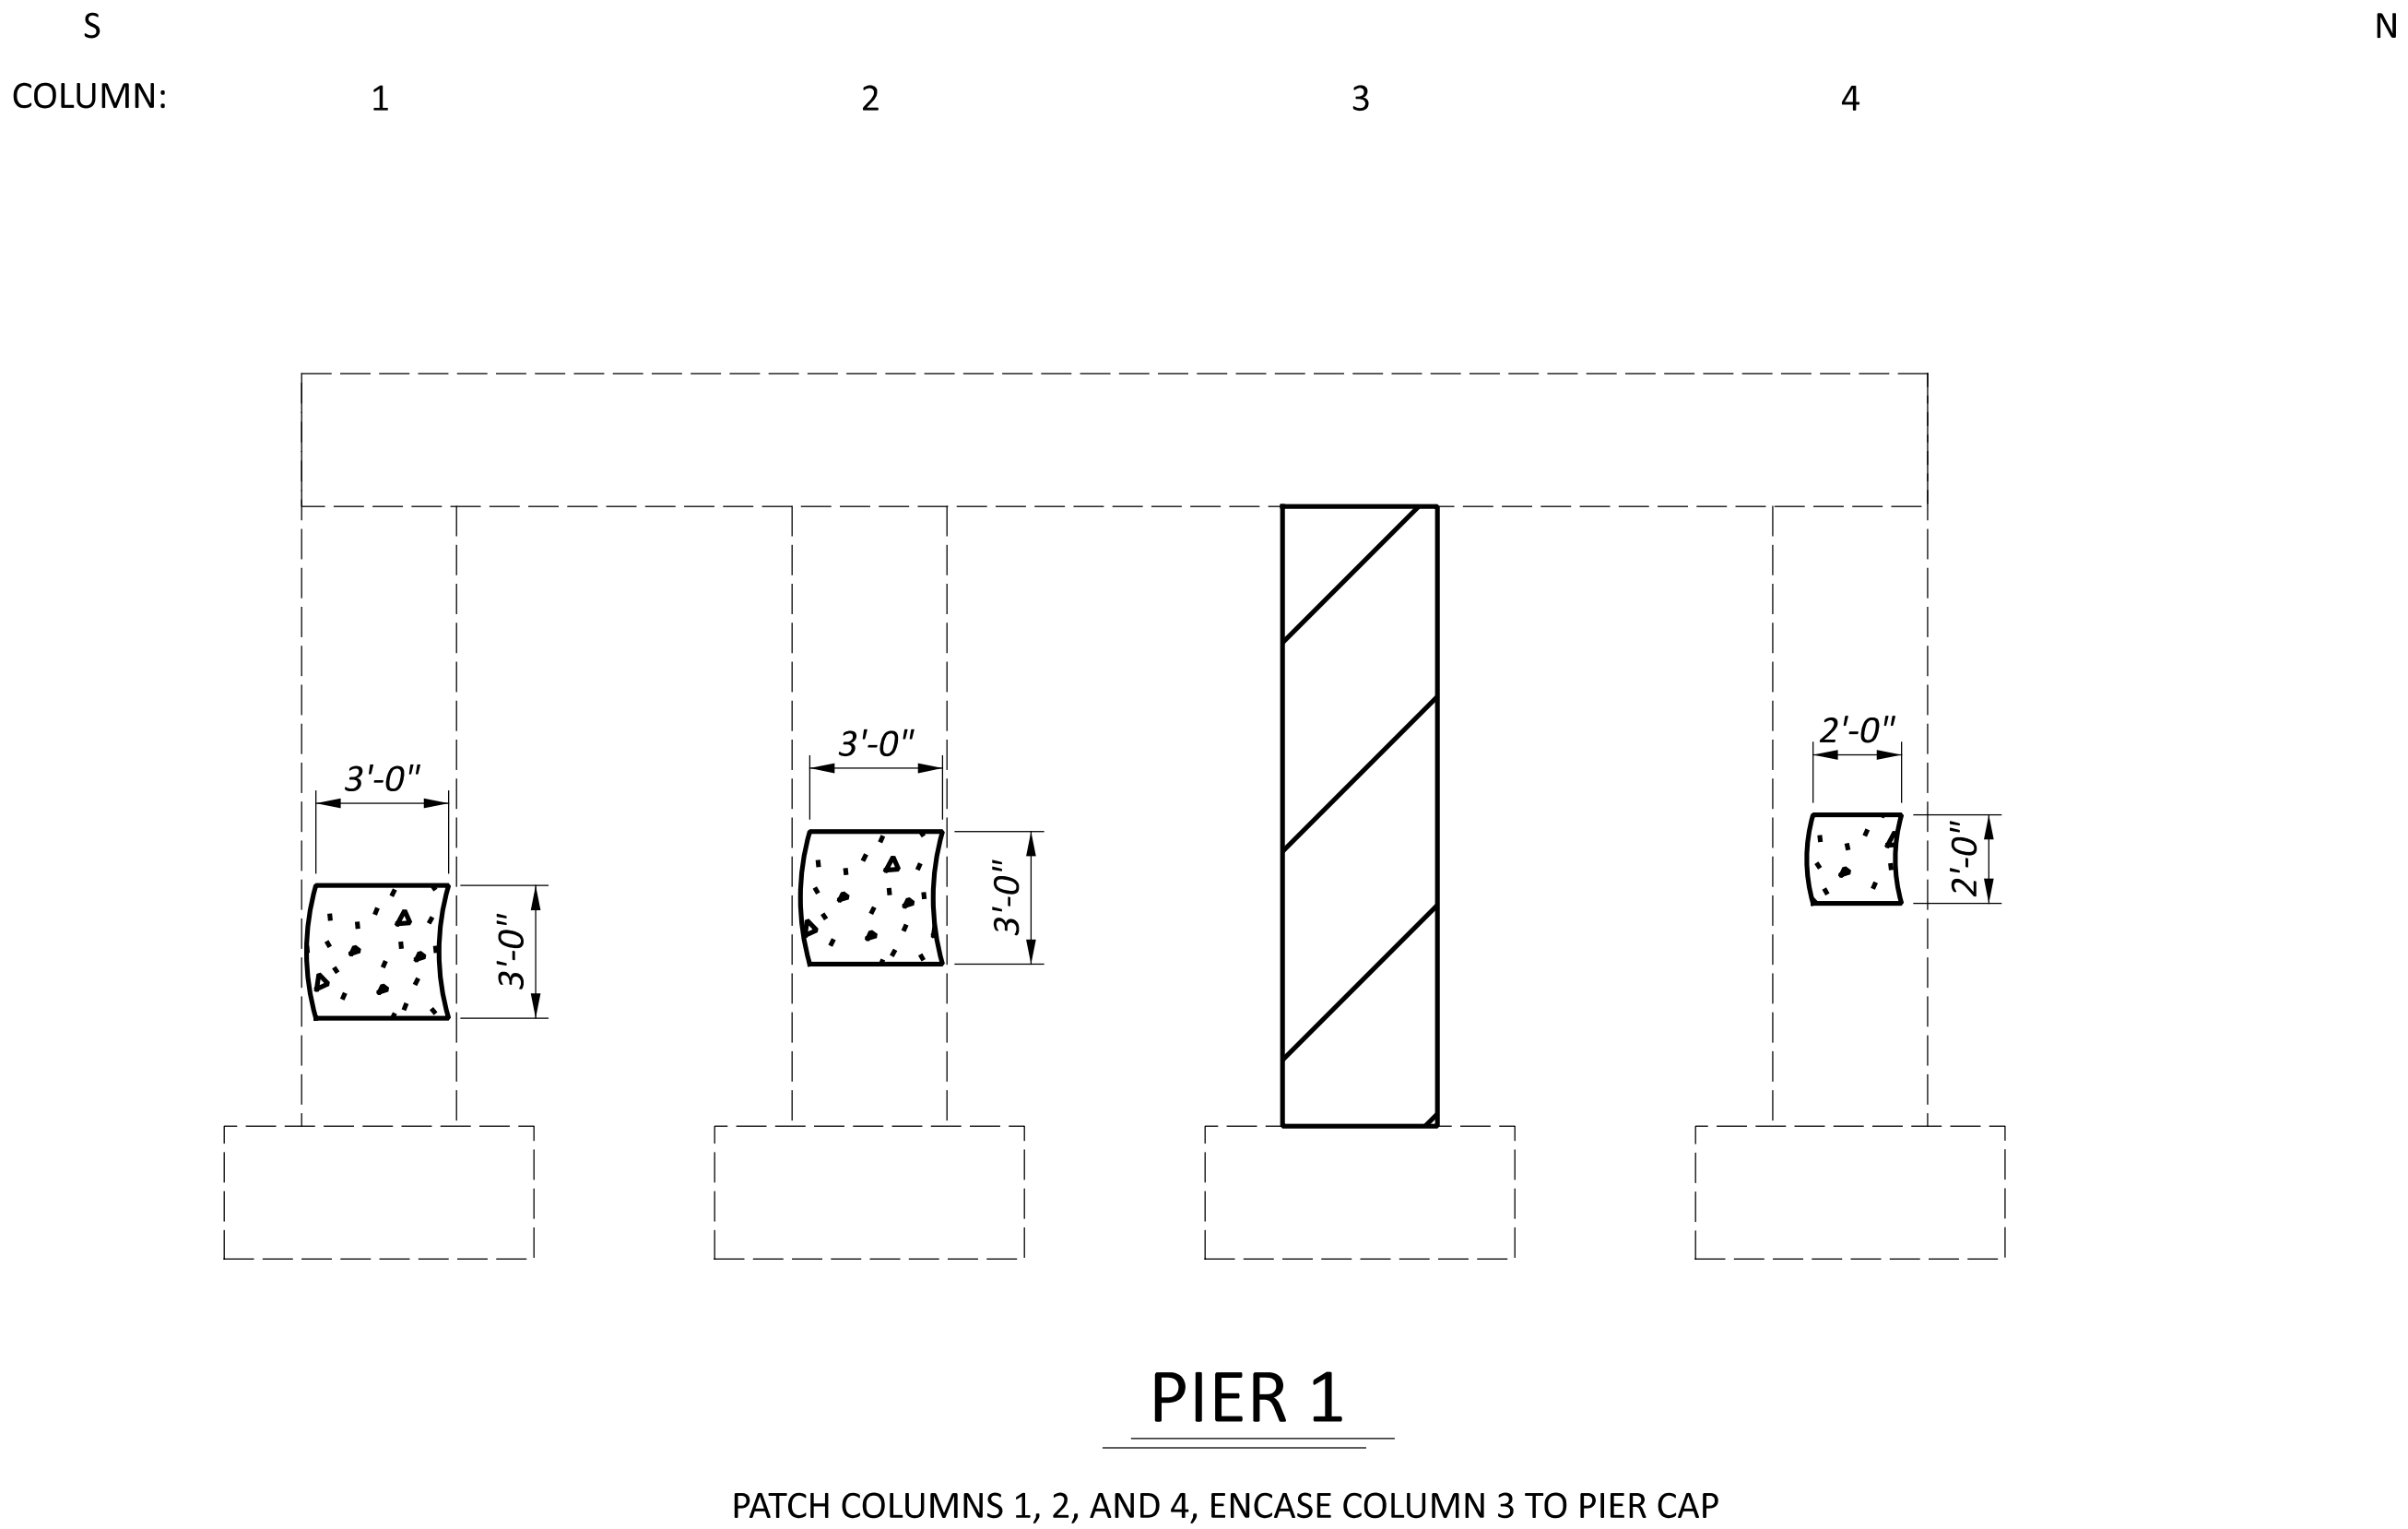 S N
COLUMN: 1 2 3 4
2'-0"
3'-0"
3'-0"
2'-0"
3'-0"
3'-0"
PIER 1
PATCH COLUMNS 1, 2, AND 4, ENCASE COLUMN 3 TO PIER CAP